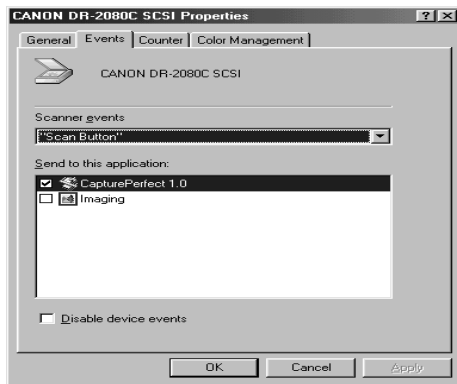 CANON DR-2080C SCSI Properties
General Events Counter Color Management
CANON DR-2080C SCSI
Scanner events
"Scan Button"
Send to this application:
CapturePerfect 1.0
Imaging
Disable device events
OK Cancel Apply